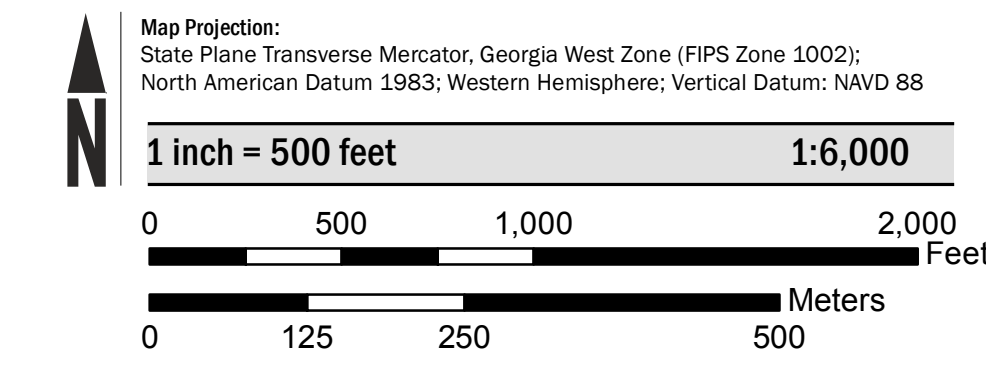 Map Projection:
State Plane Transverse Mercator, Georgia West Zone (FIPS Zone 1002);
North American Datum 1983; Western Hemisphere; Vertical Datum: NAVD 88
N
1 inch = 500 feet 1:6,000
0 500 1,000 2,000
Feet
Meters
0 125 250 500